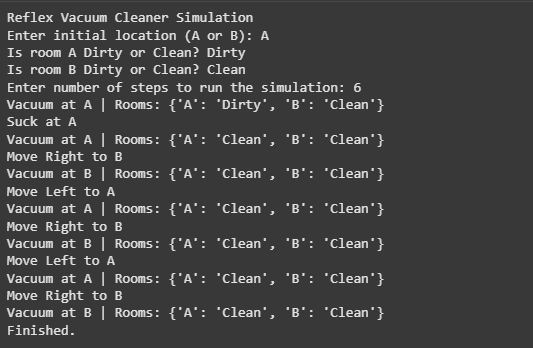 Reflex Vacuum Cleaner Simulation
Enter initial location (A or B): A
Is room A Dirty or Clean? Dirty
Is room B Dirty or Clean? Clean
Enter number of steps to run the simulation: 6
Vacuum at A | Rooms: {'A': 'Dirty', 'B': 'Clean'}
Suck at A
Vacuum at A | Rooms: {'A': 'Clean', 'B': 'Clean'}
Move Right to B
Vacuum at B | Rooms: {'A': 'Clean', 'B': 'Clean'}
Move Left to A
Vacuum at A | Rooms: {'A': 'Clean', 'B': 'Clean'}
Move Right to B
Vacuum at B | Rooms: {'A': 'Clean', 'B': 'Clean'}
Move Left to A
Vacuum at A | Rooms: {'A': 'Clean', 'B': 'Clean'}
Move Right to B
Vacuum at B | Rooms: {'A': 'Clean', 'B': 'Clean'}
Finished.